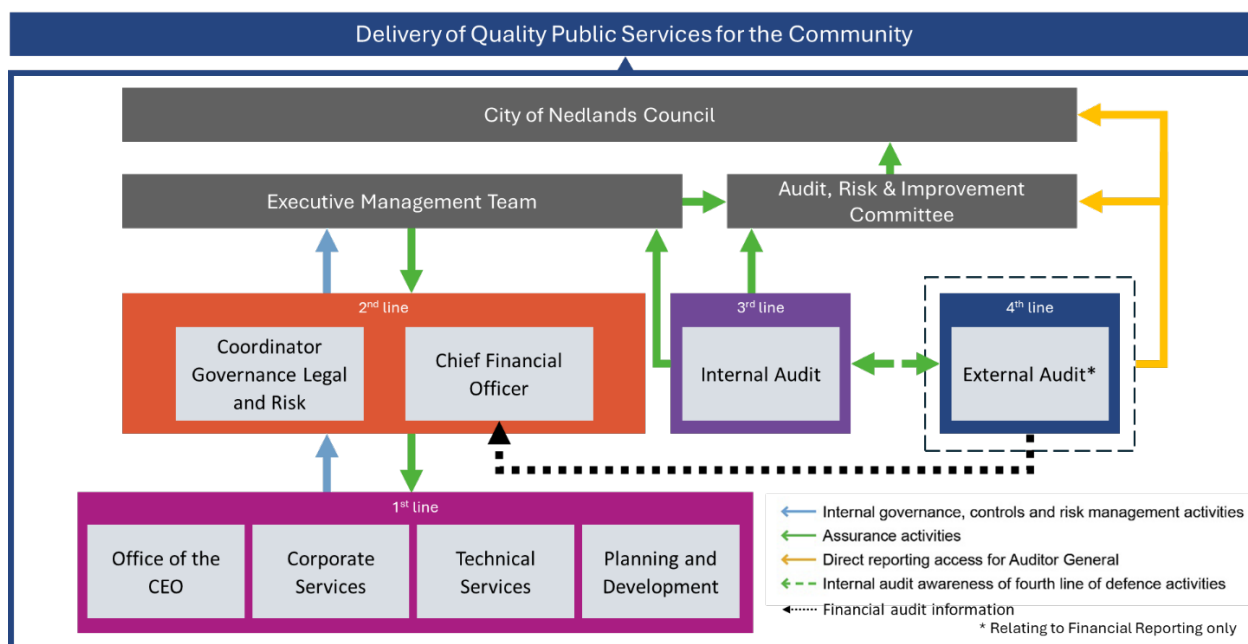 Delivery of Quality Public Services for the Community
City of Nedlands Council
Executive Management Team
Audit, Risk & Improvement
Committee
2nd line
Coordinator
Governance Legal
and Risk
Chief Financial
Officer
3rd line
Internal Audit
4th line
External Audit*
1st line
Office of the
CEO
Corporate
Services
Technical
Services
Planning and
Development
Internal governance, controls and risk management activities
Assurance activities
Direct reporting access for Auditor General
Internal audit awareness of fourth line of defence activities
Financial audit information
* Relating to Financial Reporting only